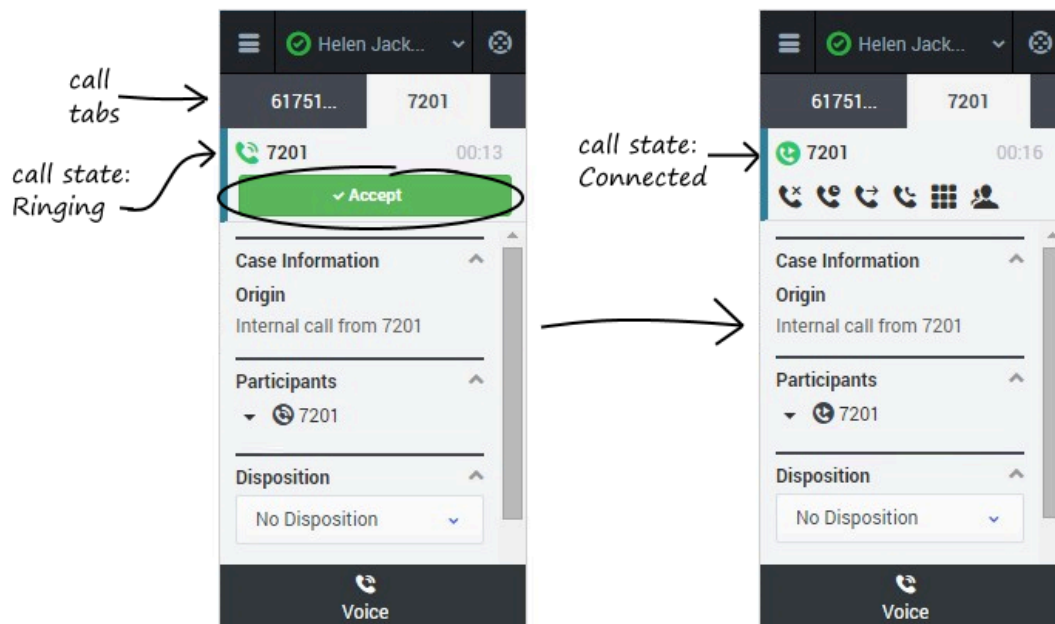 Helen Jack...
call
tabs
61751...
7201
7201
00:13
call state:
Ringing
Accept
Case Information
Origin
Internal call from 7201
Participants
7201
Disposition
No Disposition
Voice
Helen Jack...
61751...
7201
call state:
Connected
7201
00:16
Case Information
Origin
Internal call from 7201
Participants
7201
Disposition
No Disposition
Voice